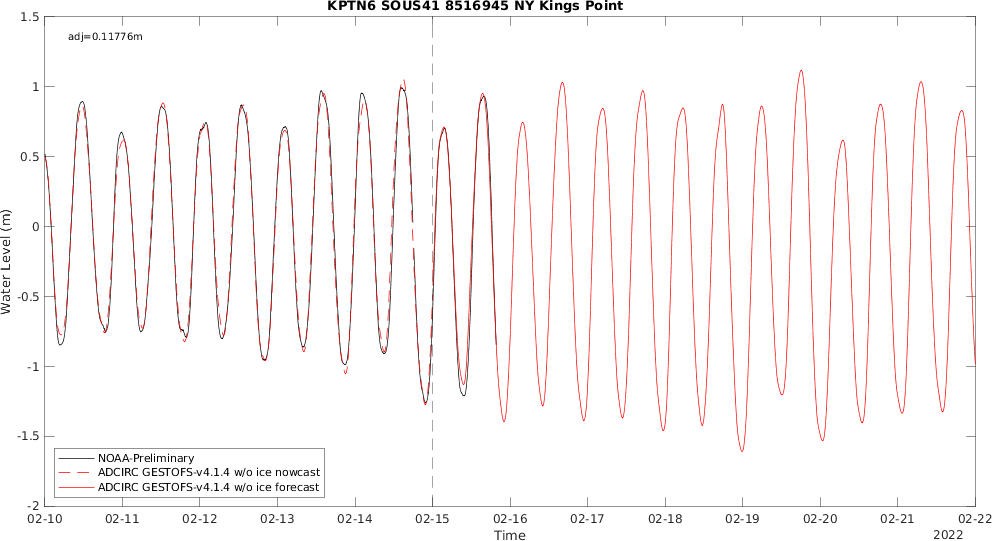 KPTN6 SOUS41 8516945 NY Kings Point
adj=0.11776m
1.5
1
0.5
0
-0.5
-1
-1.5
-2
Water Level (m)
NOAA-Preliminary
ADCIRC GESTOFS-v4.1.4 w/o ice nowcast
ADCIRC GESTOFS-v4.1.4 w/o ice forecast
02-10 02-11 02-12 02-13 02-14 02-15 02-16 02-17 02-18 02-19 02-20 02-21 02-22
Time
2022